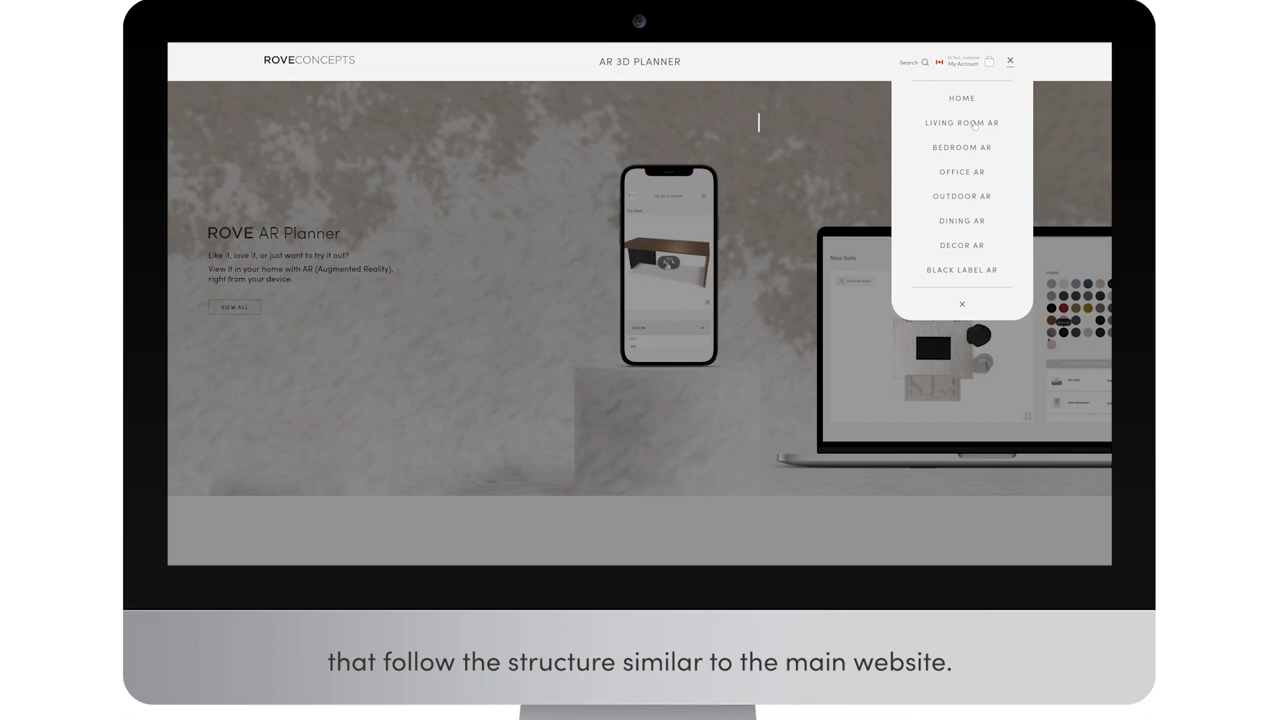 ROVECONCEPTS
AR 3D PLANNER
Search
My Account
HOME
LIVING ROOM AR
BEDROOM AR
OFFICE AR
OUTDOOR AR
DINING AR
DECOR AR
BLACK LABEL AR
ROVE AR Planner
Like it, love it, or just want to try it out?
View it in your home with AR (Augmented Reality),
right from your device.
VIEW ALL
AR 3D PLANNER
Nico Sofa
that follow the structure similar to the main website.